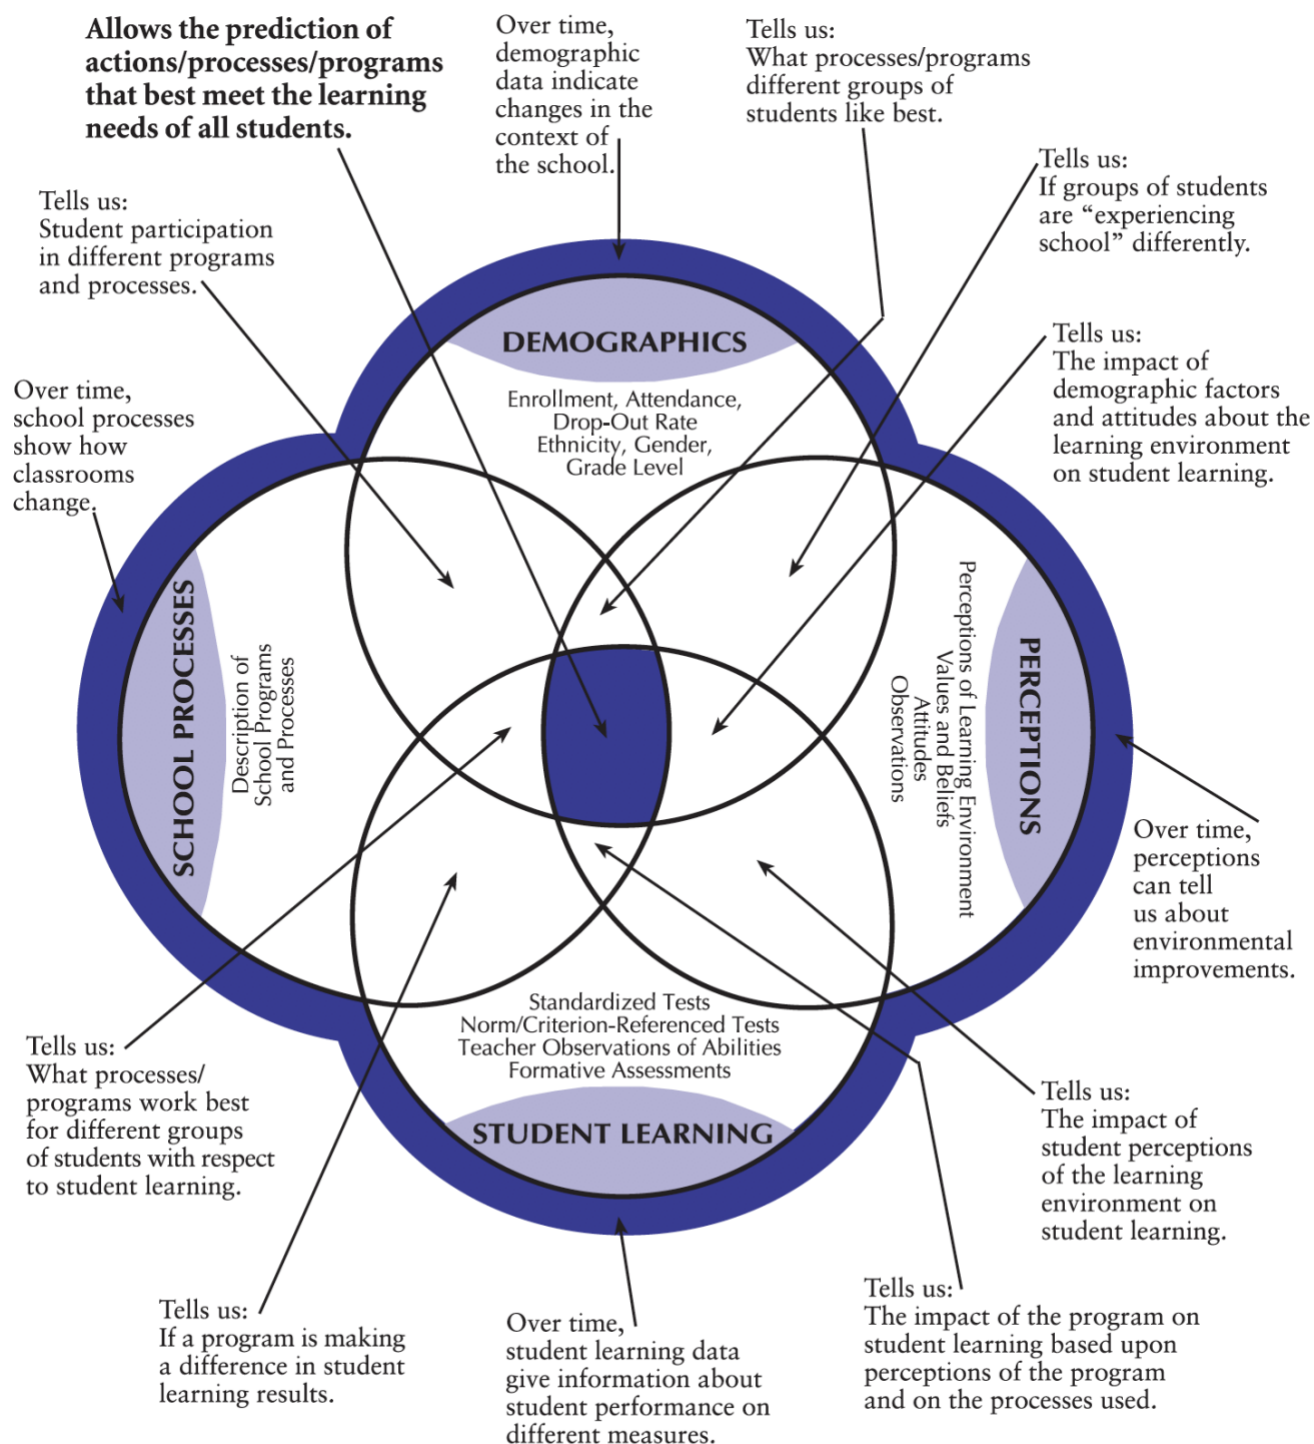 Allows the prediction of
actions/processes/programs
that best meet the learning
needs of all students.
Over time,
demographic
data indicate
changes in the
context of
the school.
Tells us:
What processes/programs
different groups of
students like best.
Tells us:
If groups of students
are “experiencing
school” differently.
Tells us:
Student participation
in different programs
and processes.
Tells us:
The impact of
demographic factors
and attitudes about the
learning environment
on student learning.
Over time,
school processes
show how
classrooms
change.
DEMOGRAPHICS
Enrollment, Attendance,
Drop-Out Rate
Ethnicity, Gender,
Grade Level
SCHOOL PROCESSES
Description of
School Programs
and Processes
PERCEPTIONS
Perceptions of Learning Environment
Values and Beliefs
Attitudes
Observations
Over time,
perceptions
can tell
us about
environmental
improvements.
Standardized Tests
Norm/Criterion-Referenced Tests
Teacher Observations of Abilities
Formative Assessments
STUDENT LEARNING
Tells us:
What processes/
programs work best
for different groups
of students with respect
to student learning.
Tells us:
The impact of
student perceptions
of the learning
environment on
student learning.
Tells us:
If a program is making
a difference in student
learning results.
Over time,
student learning data
give information about
student performance on
different measures.
Tells us:
The impact of the program on
student learning based upon
perceptions of the program
and on the processes used.